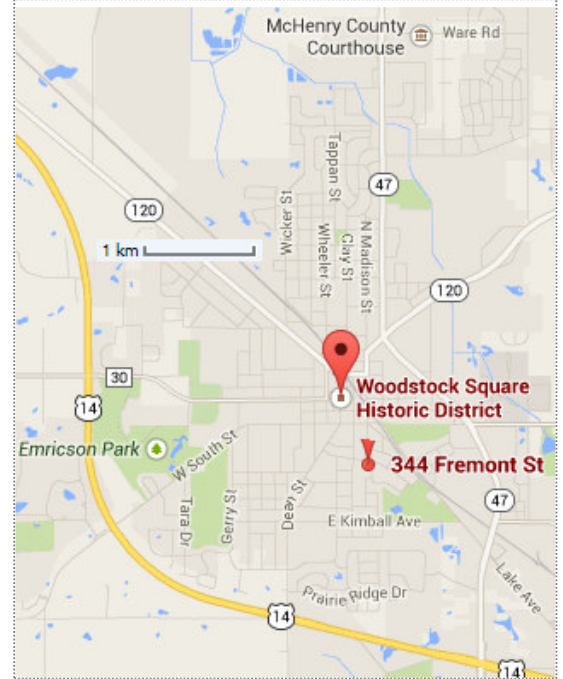 McHenry County
Courthouse
Ware Rd
Tappan St
47
120
Wicker St
Wheeler St
Clay St
N Madison St
1 km
120
30
Woodstock Square
Historic District
14
Emricson Park
W South St
344 Fremont St
Tara Dr
Gerry St
Dean St
47
E Kimball Ave
Lake Ave
Prairie Ridge Dr
14
14